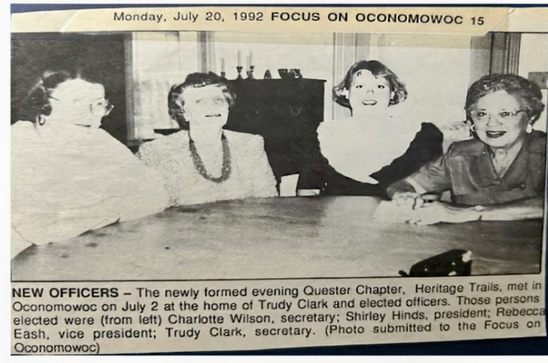 Monday, July 20, 1992 FOCUS ON OCONOMOWOC 15
NEW OFFICERS – The newly formed evening Quester Chapter, Heritage Trails, met in
Oconomowoc on July 2 at the home of Trudy Clark and elected officers. Those persons
elected were (from left) Charlotte Wilson, secretary; Shirley Hinds, president; Rebecca
Eash, vice president; Trudy Clark, secretary. (Photo submitted to the Focus on
Oconomowoc)